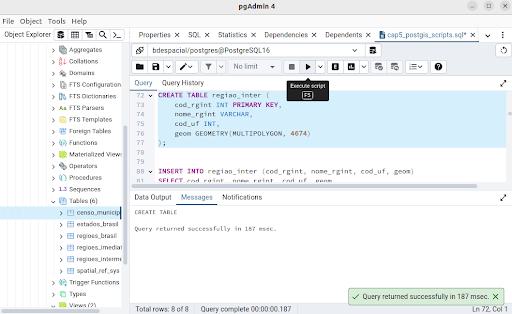 pgAdmin 4
File Object Tools Help
Object Explorer
Properties SQL Statistics Dependencies Dependents cap5_postgis_scripts.sql*
bdespacial/postgres@PostgreSQL16
No limit
Execute script
F5
Query Query History
72 CREATE TABLE regiao_inter (
73 cod_rgint INT PRIMARY KEY,
74 nome_rgint VARCHAR,
75 cod_uf INT,
76 geom GEOMETRY(MULTIPOLYGON, 4674)
77 );
78
79
80 INSERT INTO regiao_inter (cod_rgint, nome_rgint, cod_uf, geom)
81 SELECT cod_rgint, nome_rgint, cod_uf, geom
Aggregates
Collations
Domains
FTS Configuration
FTS Dictionaries
FTS Parsers
FTS Templates
Foreign Tables
Functions
Materialized Views
Operators
Procedures
Sequences
Tables (6)
censo_municip
estados_brasil
regioes_brasil
regioes_imediat
regioes_interme
spatial_ref_sys
Trigger Functions
Types
Views (2)
Data Output Messages Notifications
CREATE TABLE
Query returned successfully in 187 msec.
Query returned successfully in 187 msec.
Total rows: 8 of 8 Query complete 00:00:00.187 Ln 72, Col 1